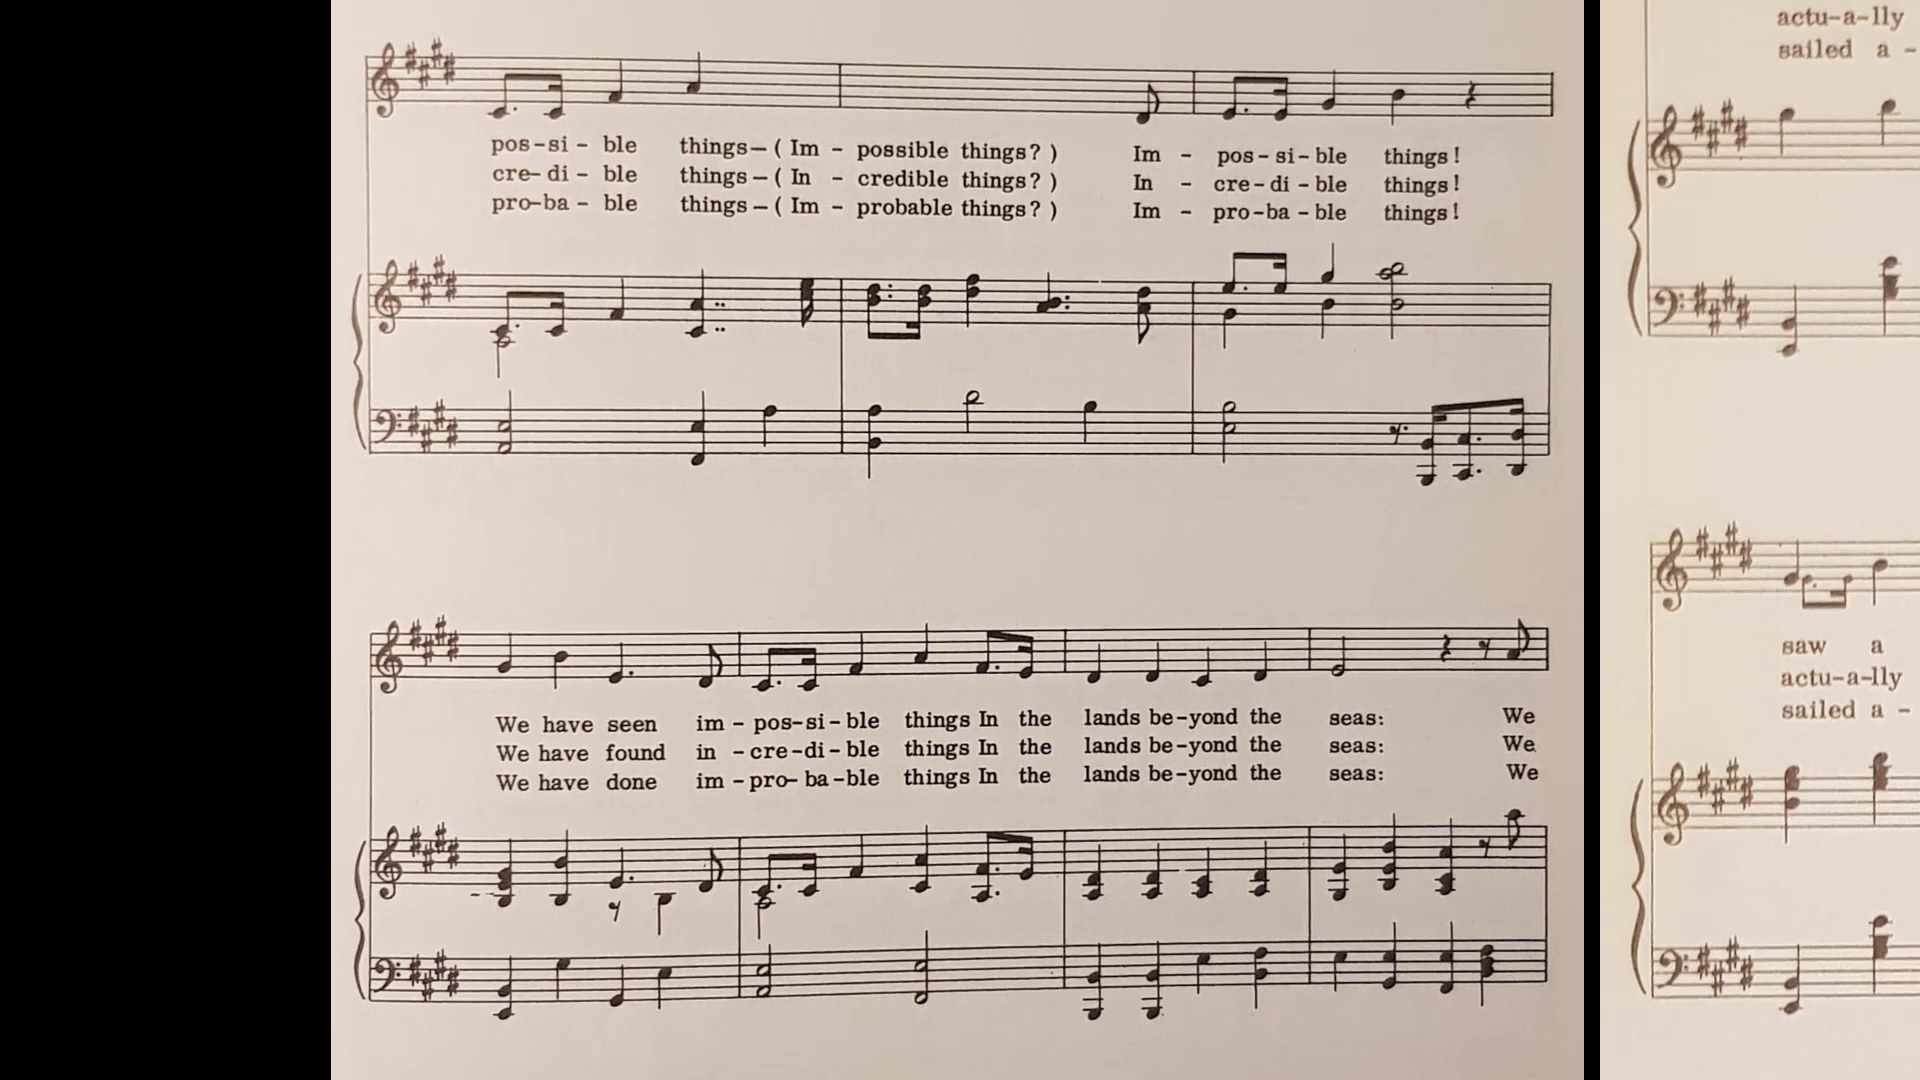 pos-si - ble things-( Im - possible things? ) Im - pos-si-ble things!
cre-di - ble things-( In - credible things? ) In - cre-di-ble things!
pro-ba - ble things-( Im - probable things? ) Im - pro-ba-ble things!
We have seen im - pos-si-ble things In the lands be-yond the seas: We
We have found in - cre-di-ble things In the lands be-yond the seas: We
We have done im - pro-ba-ble things In the lands be-yond the seas: We
actu-a-lly
sailed a -
saw a
actu-a-lly
sailed a -